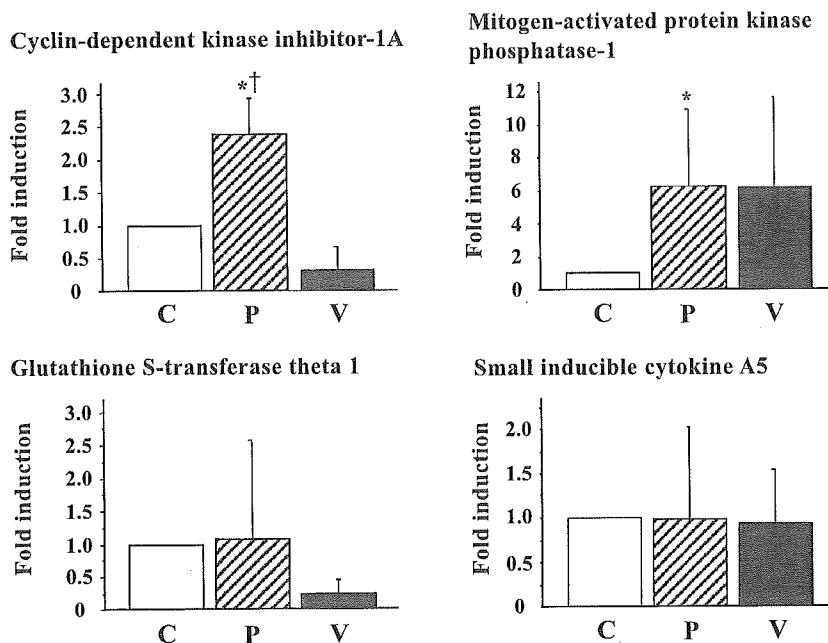 Cyclin-dependent kinase inhibitor-1A
Fold induction
3.0
2.5
2.0
1.5
1.0
0.5
0
*†
C P V
Mitogen-activated protein kinase
phosphatase-1
Fold induction
12
10
8
6
4
2
0
*
C P V
Glutathione S-transferase theta 1
Fold induction
3.0
2.5
2.0
1.5
1.0
0.5
0
C P V
Small inducible cytokine A5
Fold induction
2.0
1.5
1.0
0.5
0
C P V